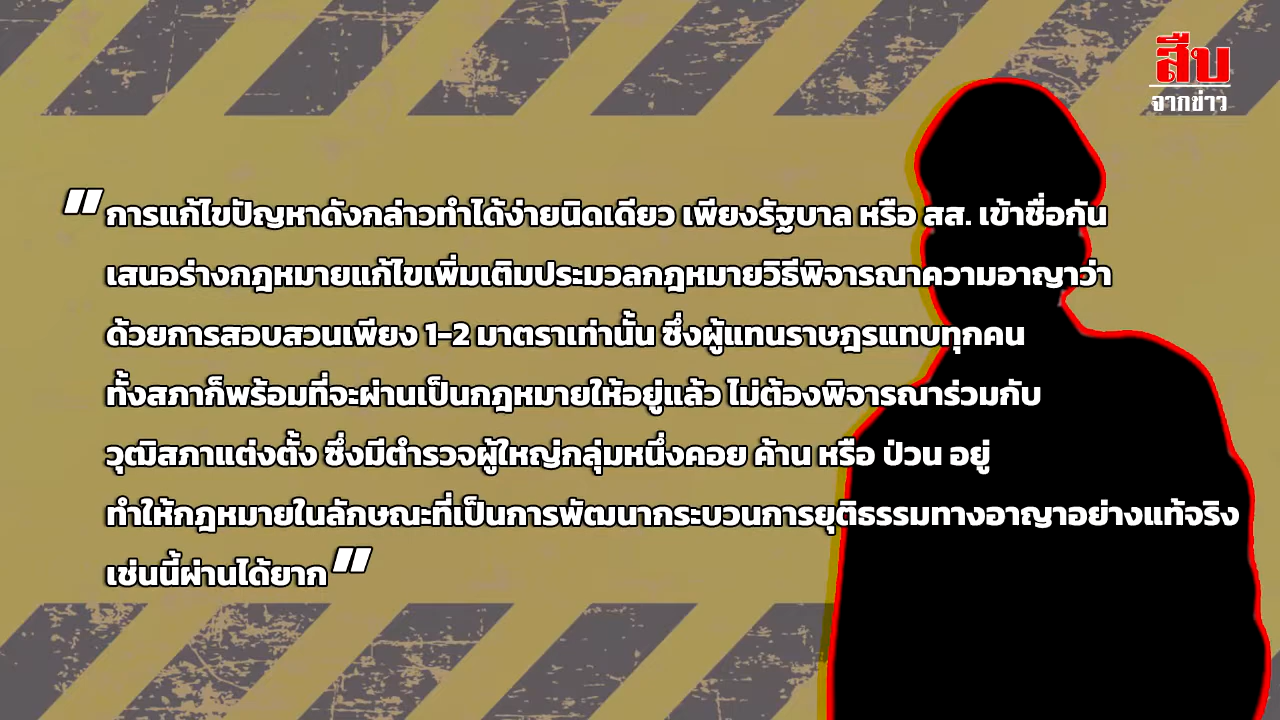 สืบ
จากข่าว
"การแก้ไขปัญหาดังกล่าวทำได้ง่ายนิดเดียว เพียงรัฐบาล หรือ สส. เข้าชื่อกัน
เสนอร่างกฎหมายแก้ไขเพิ่มเติมประมวลกฎหมายวิธีพิจารณาความอาญาว่า
ด้วยการสอบสวนเพียง 1-2 มาตราเท่านั้น ซึ่งผู้แทนราษฎรแทบทุกคน
ทั้งสภาก็พร้อมที่จะผ่านเป็นกฎหมายให้อยู่แล้ว ไม่ต้องพิจารณาร่วมกับ
วุฒิสภาแต่งตั้ง ซึ่งมีตำรวจผู้ใหญ่กลุ่มหนึ่งคอย ค้าน หรือ ป่วน อยู่
ทำให้กฎหมายในลักษณะที่เป็นการพัฒนากระบวนการยุติธรรมทางอาญาอย่างแท้จริง
เช่นนี้ผ่านได้ยาก"